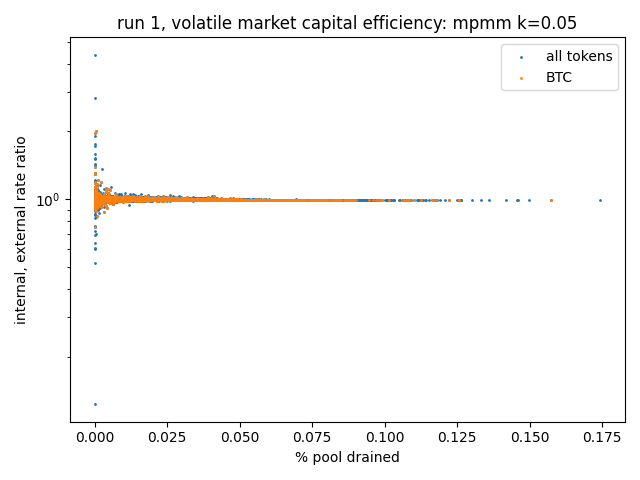 run 1, volatile market capital efficiency: mpmm k=0.05
all tokens
BTC
internal, external rate ratio
10⁰
0.000 0.025 0.050 0.075 0.100 0.125 0.150 0.175
% pool drained